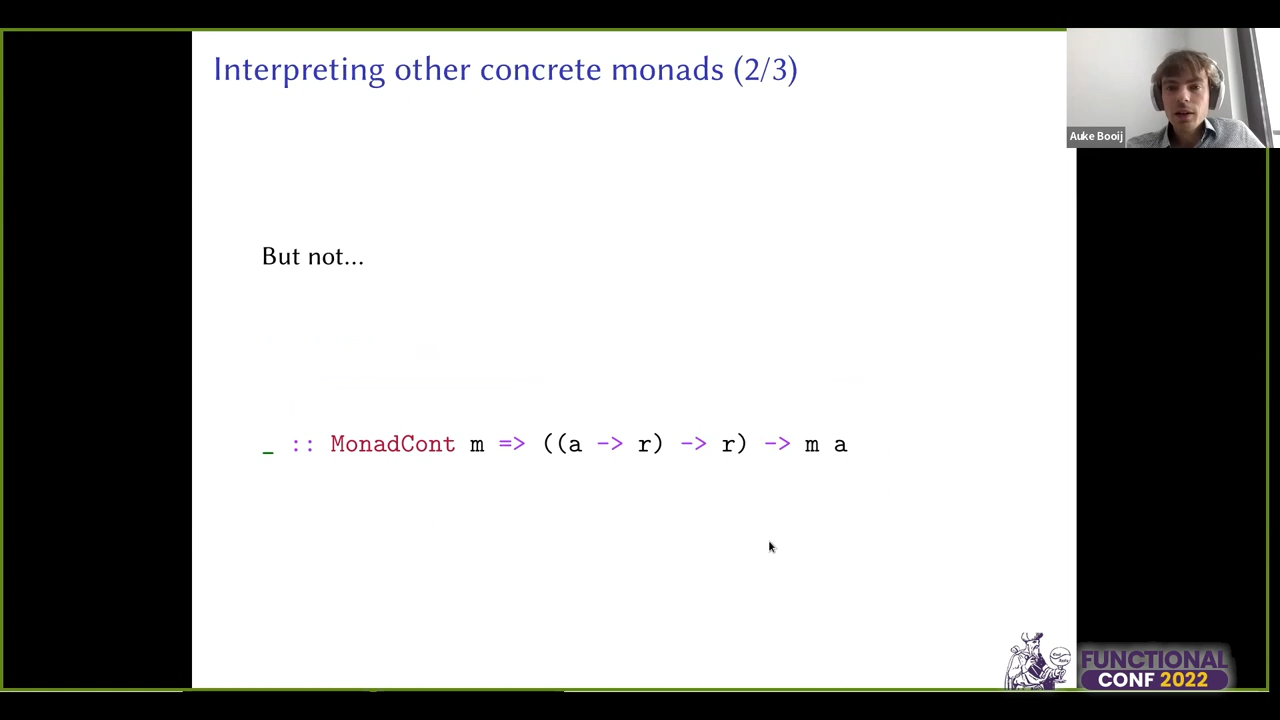 Interpreting other concrete monads (2/3)
Auke Booij
But not...
_ :: MonadCont m => ((a -> r) -> r) -> m a
FUNCTIONAL
CONF 2022